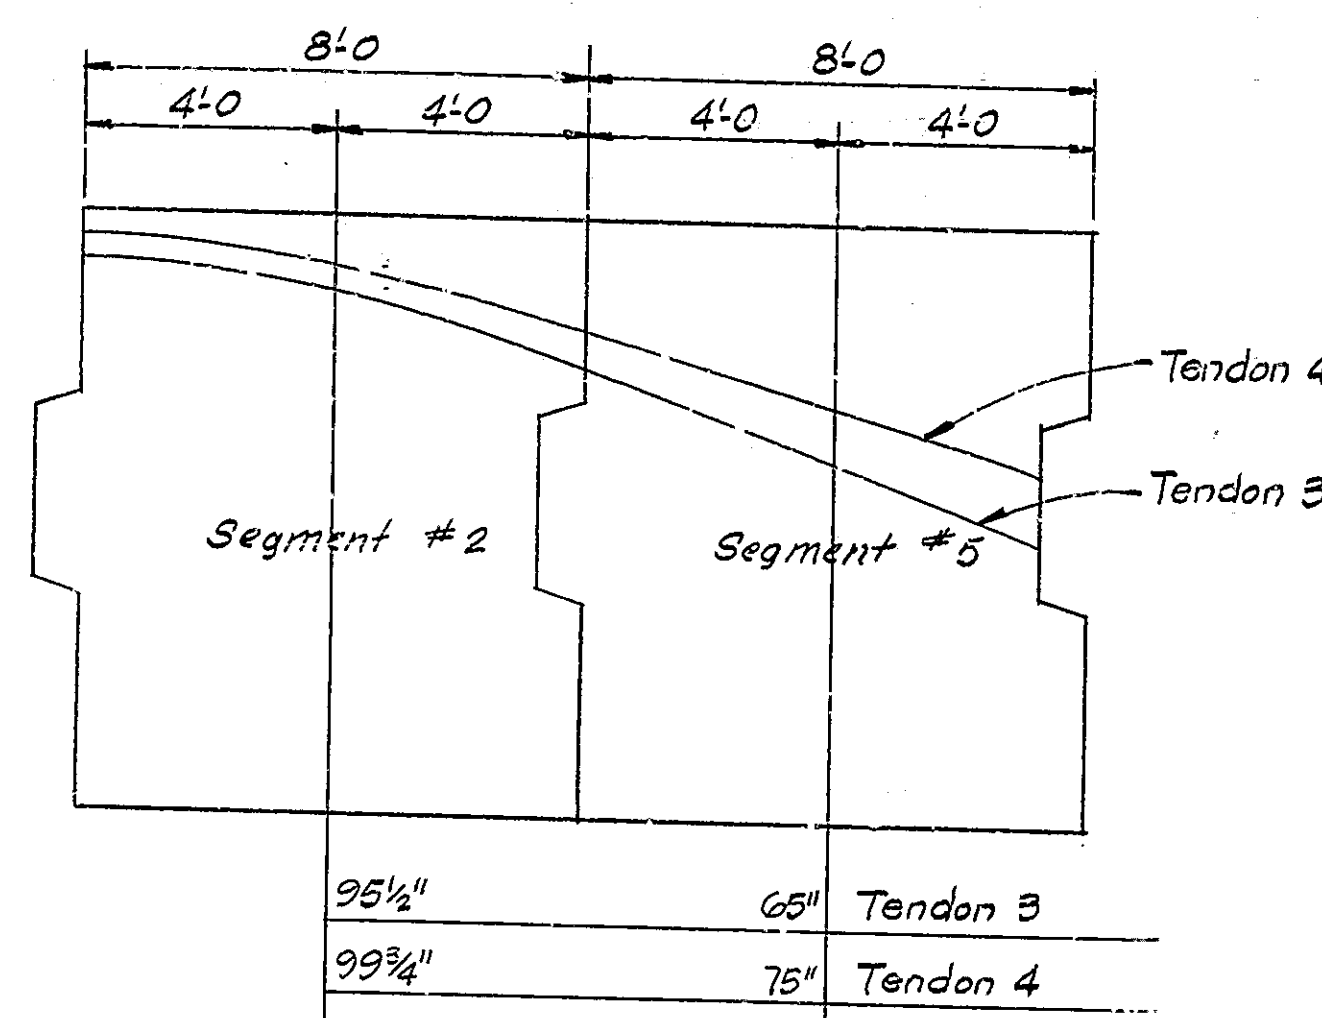 8'-0 8'-0
4'-0 4'-0 4'-0 4'-0
Tendon 4
Tendon 3
Segment #2 Segment #5
95½" 65" Tendon 3
99¾" 75" Tendon 4